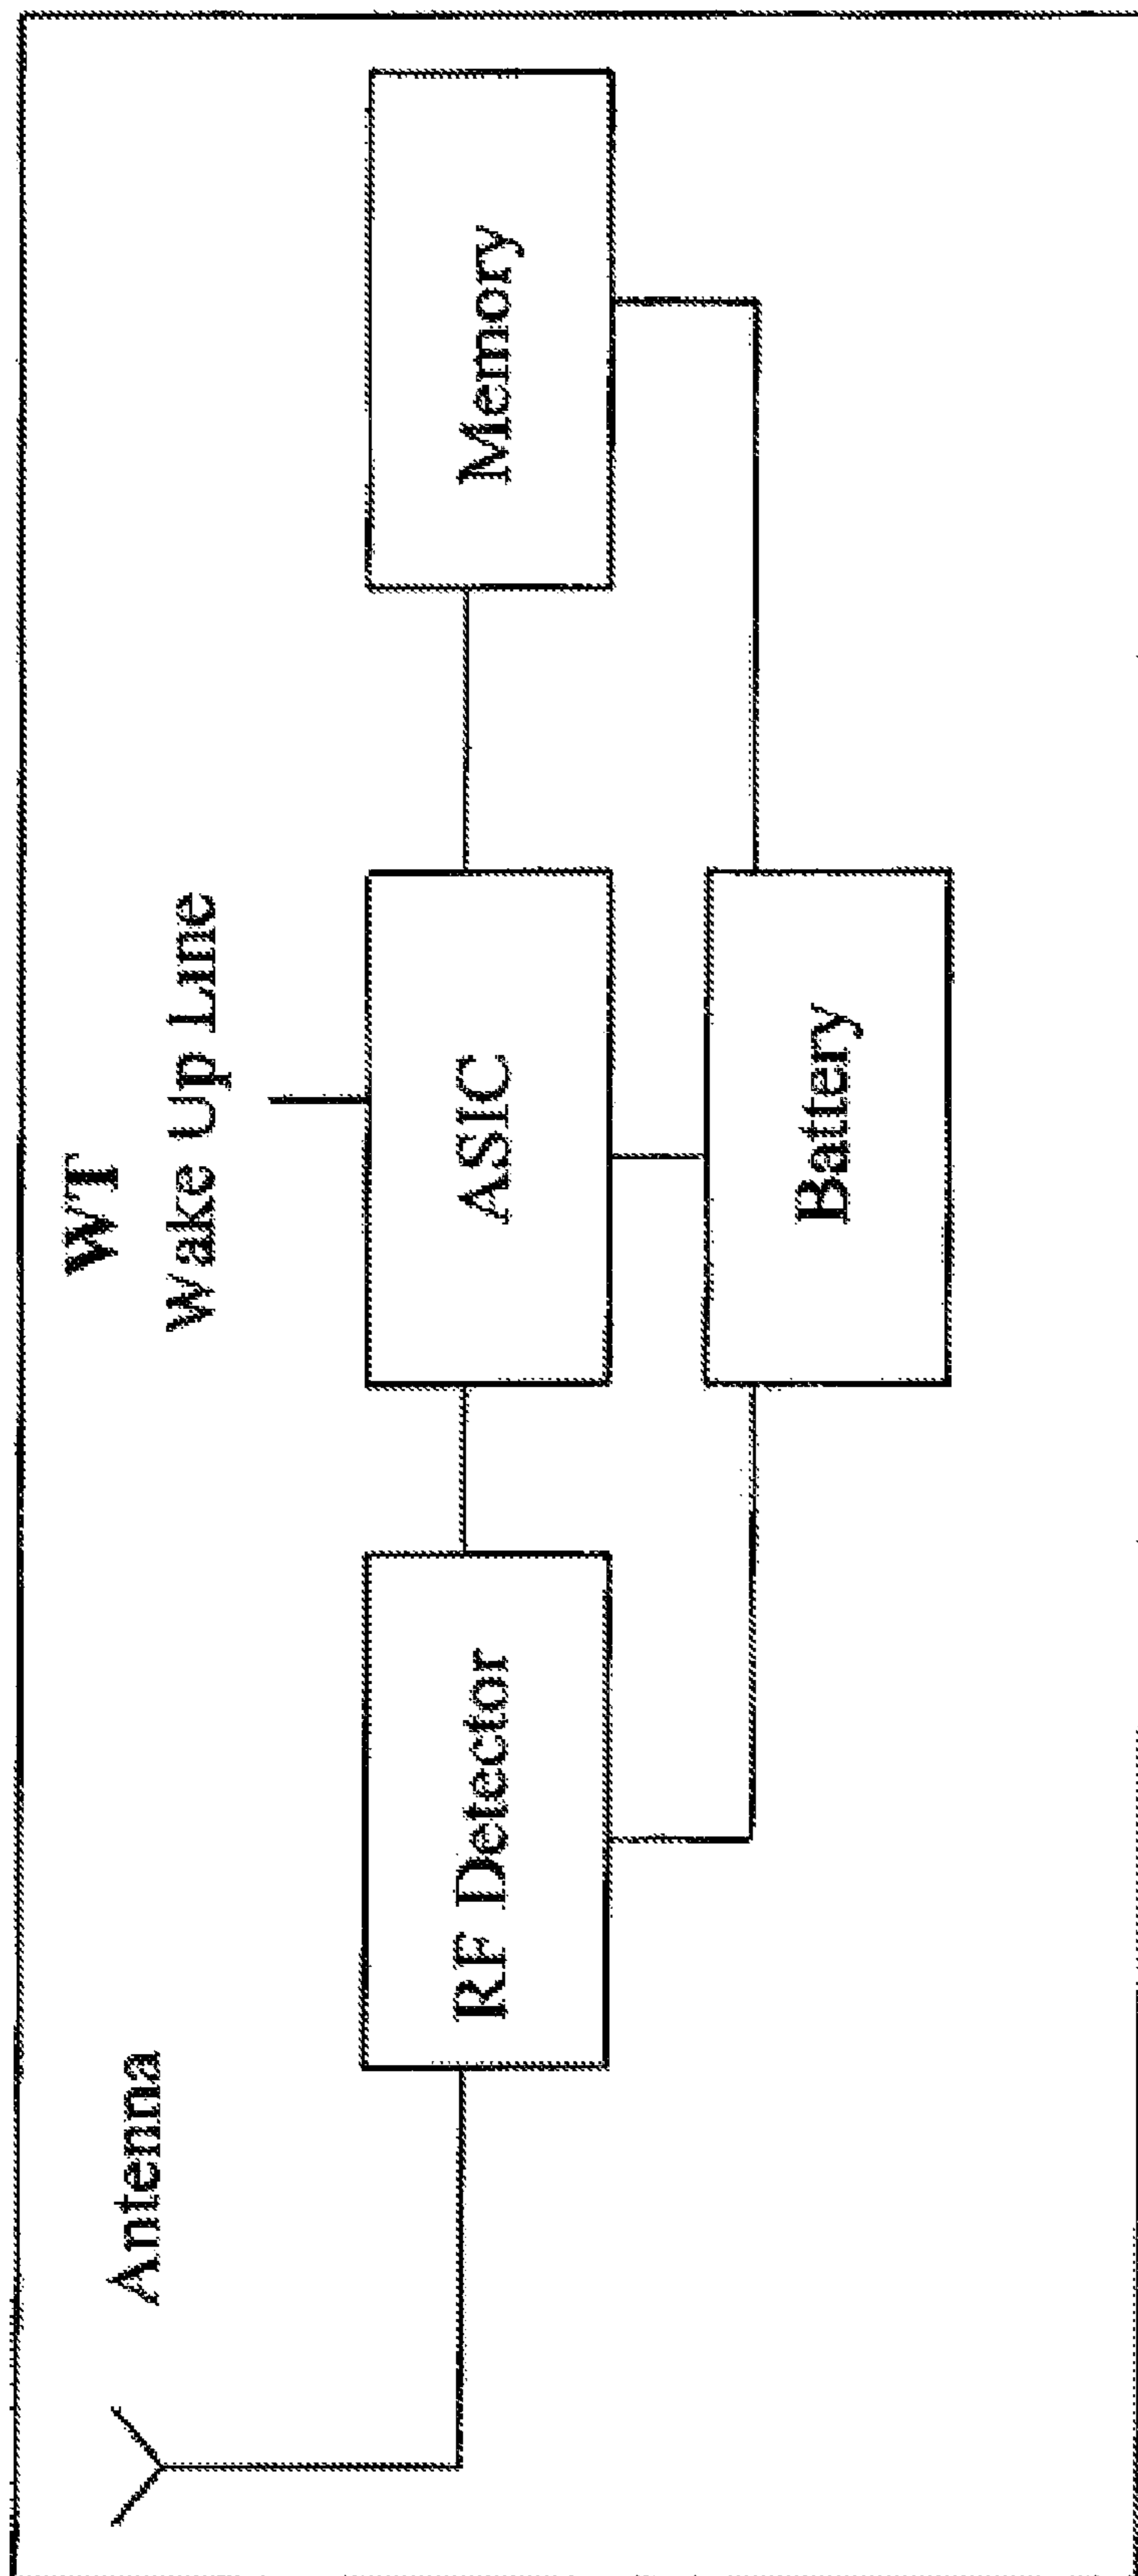 WT
Wake Up Line
Antenna
RF Detector
ASIC
Memory
Battery